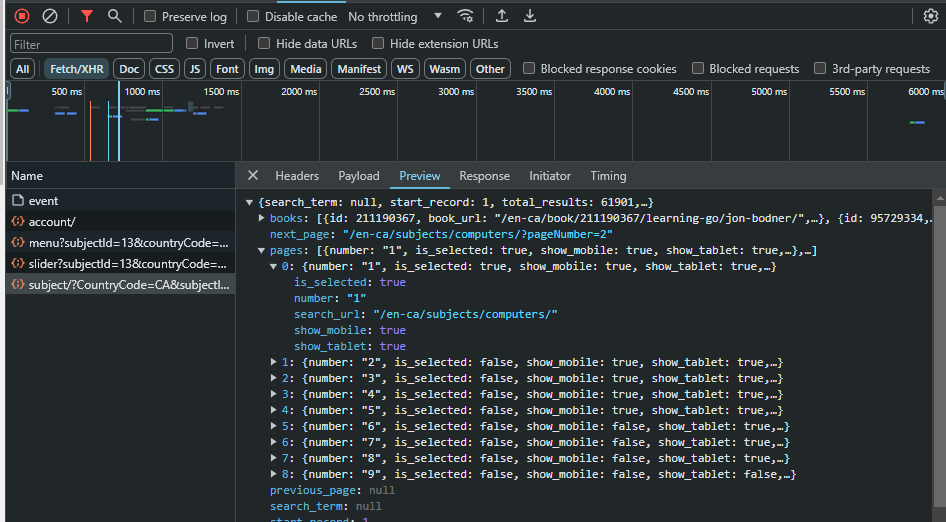 Preserve log Disable cache No throttling
Filter Invert Hide data URLs Hide extension URLs
All Fetch/XHR Doc CSS JS Font Img Media Manifest WS Wasm Other Blocked response cookies Blocked requests 3rd-party requests
500 ms 1000 ms 1500 ms 2000 ms 2500 ms 3000 ms 3500 ms 4000 ms 4500 ms 5000 ms 5500 ms 6000 ms
Name
event
account/
menu?subjectId=13&countryCode=...
slider?subjectId=13&countryCode=...
subject/?CountryCode=CA&subjectI...
Headers Payload Preview Response Initiator Timing
{search_term: null, start_record: 1, total_results: 61901,…}
books: [{id: 211190367, book_url: "/en-ca/book/211190367/learning-go/jon-bodner/",…}, {id: 95729334,…
next_page: "/en-ca/subjects/computers/?pageNumber=2"
pages: [{number: "1", is_selected: true, show_mobile: true, show_tablet: true,…},…]
0: {number: "1", is_selected: true, show_mobile: true, show_tablet: true,…}
is_selected: true
number: "1"
search_url: "/en-ca/subjects/computers/"
show_mobile: true
show_tablet: true
1: {number: "2", is_selected: false, show_mobile: true, show_tablet: true,…}
2: {number: "3", is_selected: false, show_mobile: true, show_tablet: true,…}
3: {number: "4", is_selected: false, show_mobile: true, show_tablet: true,…}
4: {number: "5", is_selected: false, show_mobile: true, show_tablet: true,…}
5: {number: "6", is_selected: false, show_mobile: false, show_tablet: true,…}
6: {number: "7", is_selected: false, show_mobile: false, show_tablet: true,…}
7: {number: "8", is_selected: false, show_mobile: false, show_tablet: true,…}
8: {number: "9", is_selected: false, show_mobile: false, show_tablet: false,…}
previous_page: null
search_term: null
start_record: 1